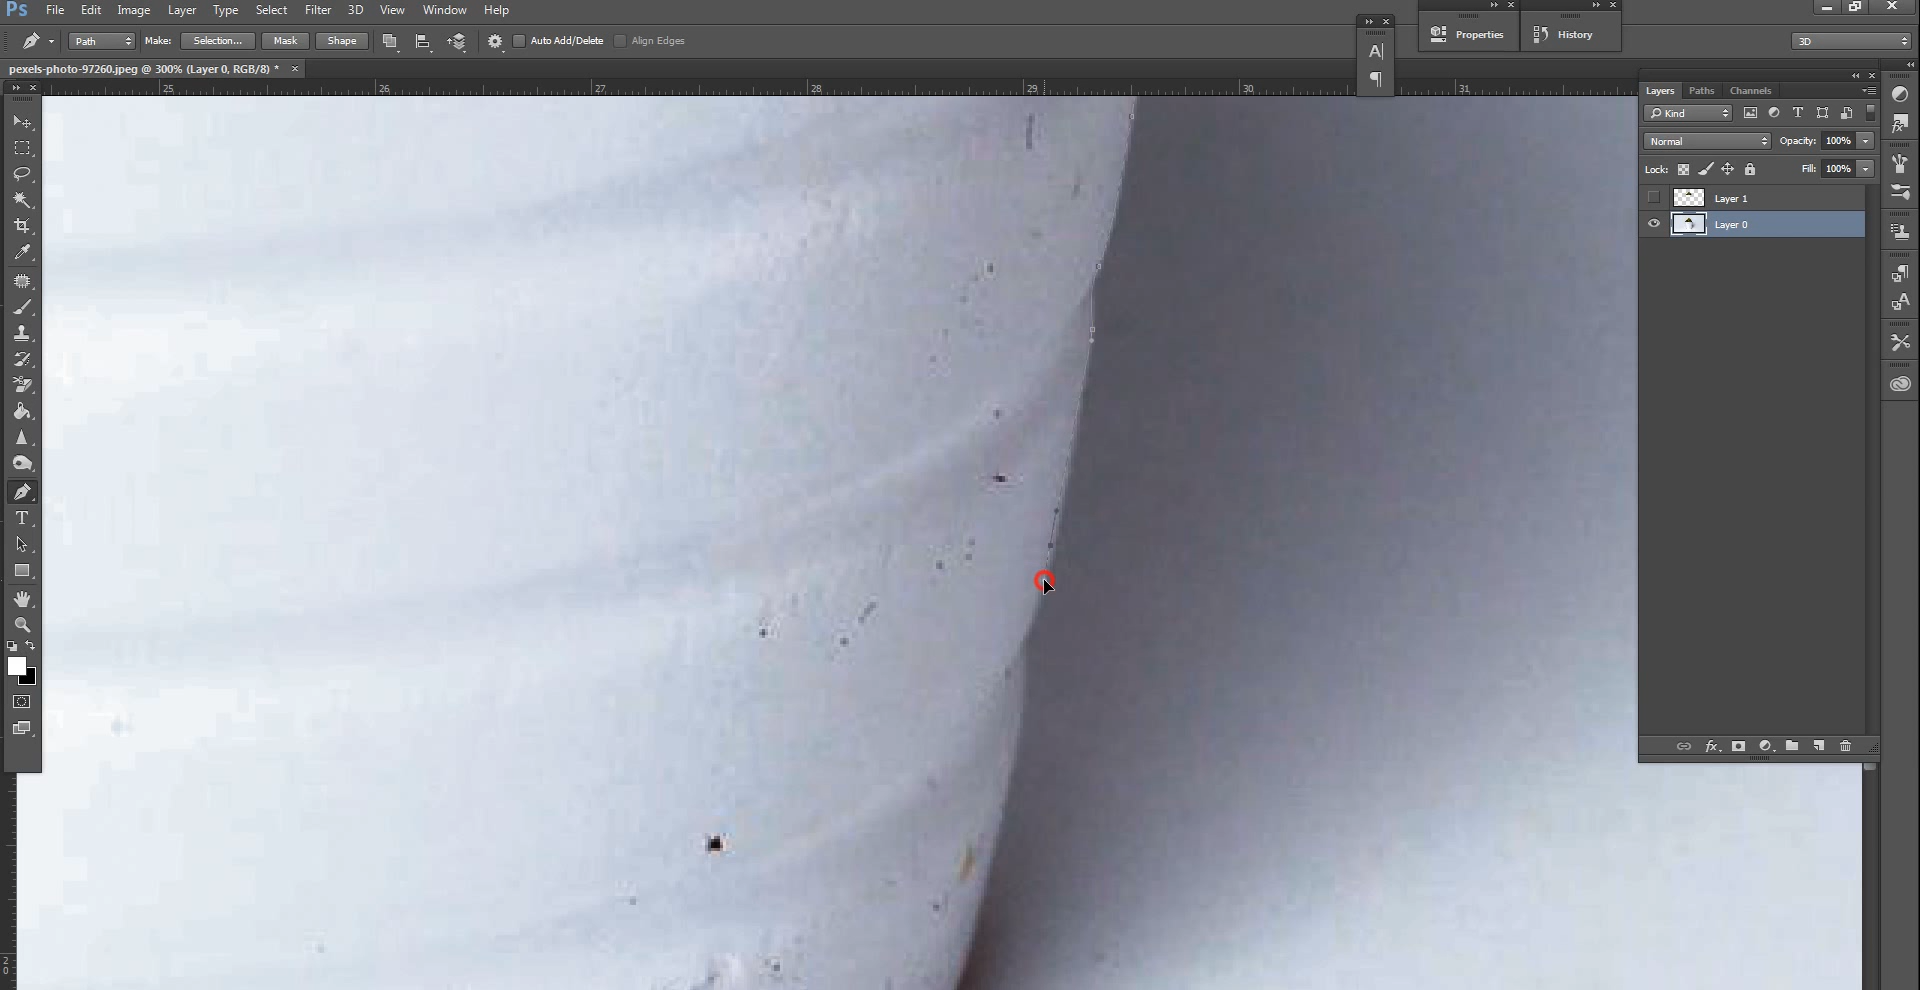 Ps File Edit Image Layer Type Select Filter 3D View Window Help
Path Make: Selection... Mask Shape Auto Add/Delete Align Edges
Properties History
3D
pexels-photo-97260.jpeg @ 300% (Layer 0, RGB/8) *
25 26 27 28 29 30 31
Layers Paths Channels
Kind
Normal Opacity: 100%
Lock: Fill: 100%
Layer 1
Layer 0
20